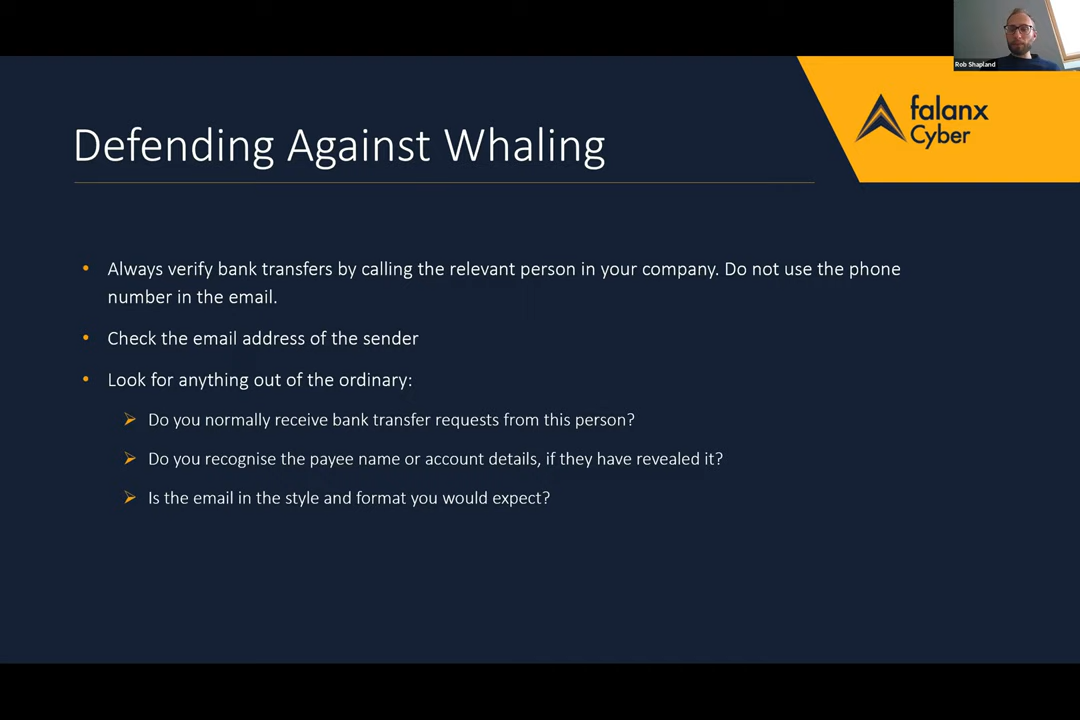 Rob Shapland
falanx
Cyber
Defending Against Whaling
Always verify bank transfers by calling the relevant person in your company. Do not use the phone
number in the email.
Check the email address of the sender
Look for anything out of the ordinary:
Do you normally receive bank transfer requests from this person?
Do you recognise the payee name or account details, if they have revealed it?
Is the email in the style and format you would expect?